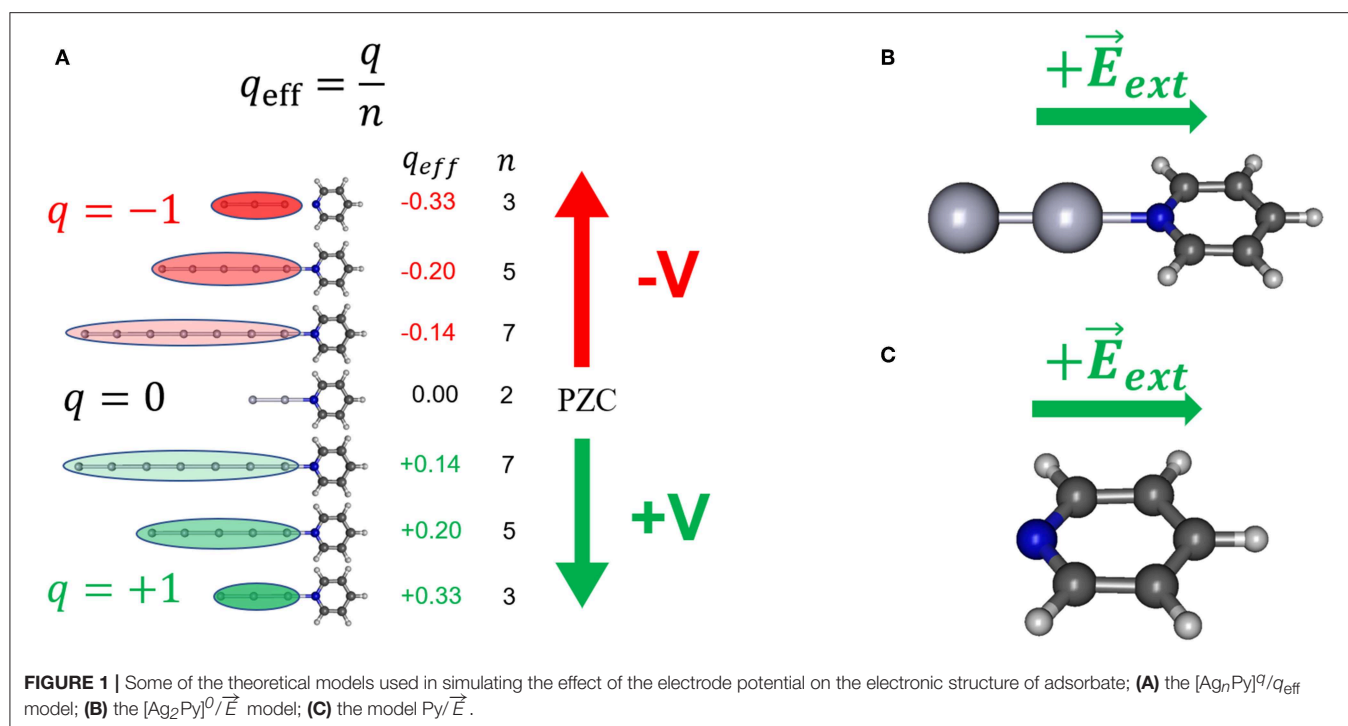 A
q_eff = q/n
q_eff n
q = −1
-0.33 3
-0.20 5
-0.14 7
q = 0
0.00 2
+0.14 7
+0.20 5
q = +1
+0.33 3
-V
PZC
+V
B
+E⃗_ext
C
+E⃗_ext
FIGURE 1 | Some of the theoretical models used in simulating the effect of the electrode potential on the electronic structure of adsorbate; (A) the [Ag_nPy]^q/q_eff
model; (B) the [Ag₂Py]⁰/E⃗ model; (C) the model Py/E⃗ .